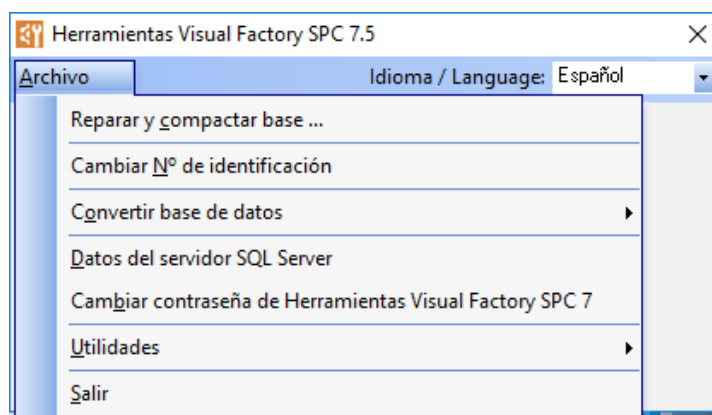 Herramientas Visual Factory SPC 7.5
Archivo Idioma / Language: Español
Reparar y compactar base ...
Cambiar Nº de identificación
Convertir base de datos
Datos del servidor SQL Server
Cambiar contraseña de Herramientas Visual Factory SPC 7
Utilidades
Salir